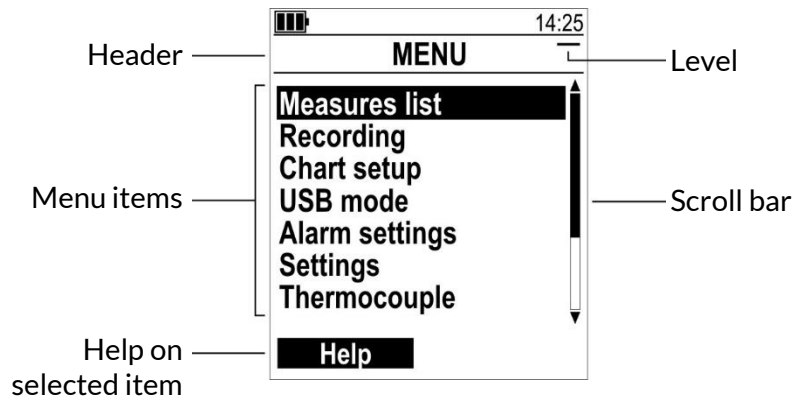 14:25
Header
MENU
Level
Measures list
Recording
Chart setup
Menu items
USB mode
Scroll bar
Alarm settings
Settings
Thermocouple
Help on
selected item
Help